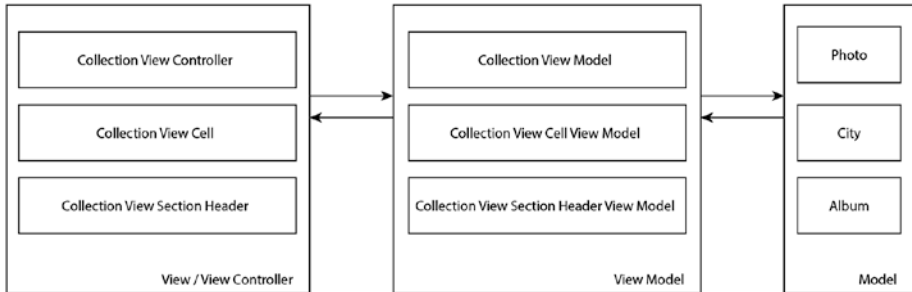 Collection View Controller
Collection View Cell
Collection View Section Header
View / View Controller
Collection View Model
Collection View Cell View Model
Collection View Section Header View Model
View Model
Photo
City
Album
Model